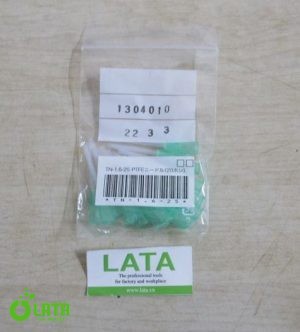 1304010
22 3 3
TN-1.6-25 PTFEニードル(20本入)
*TN-1.6-25*
LATA
The professional tools
for factory and workplace
www.lata.vn
LATA